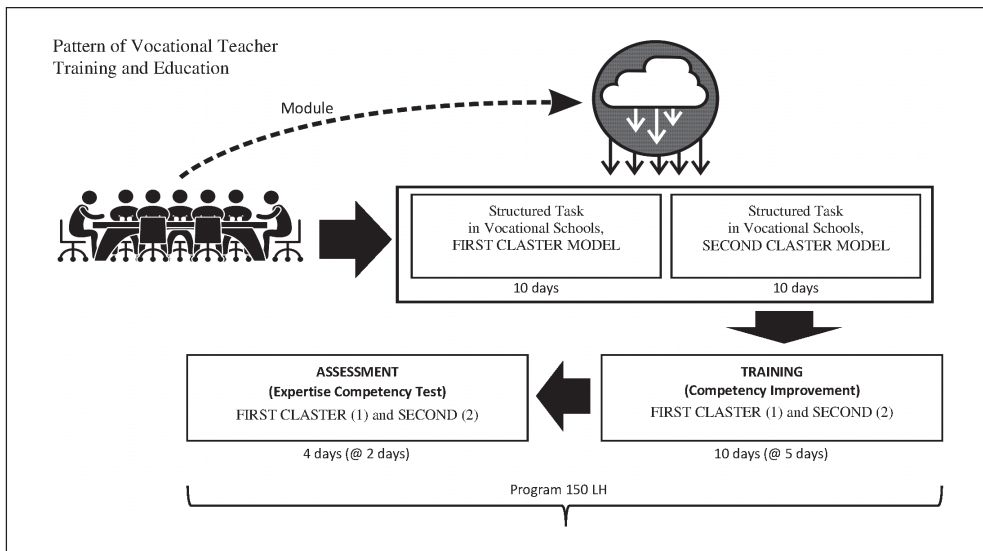 Pattern of Vocational Teacher
Training and Education
Module
Structured Task
in Vocational Schools,
FIRST CLASTER MODEL
10 days
Structured Task
in Vocational Schools,
SECOND CLASTER MODEL
10 days
ASSESSMENT
(Expertise Competency Test)
FIRST CLASTER (1) and SECOND (2)
4 days (@ 2 days)
TRAINING
(Competency Improvement)
FIRST CLASTER (1) and SECOND (2)
10 days (@ 5 days)
Program 150 LH